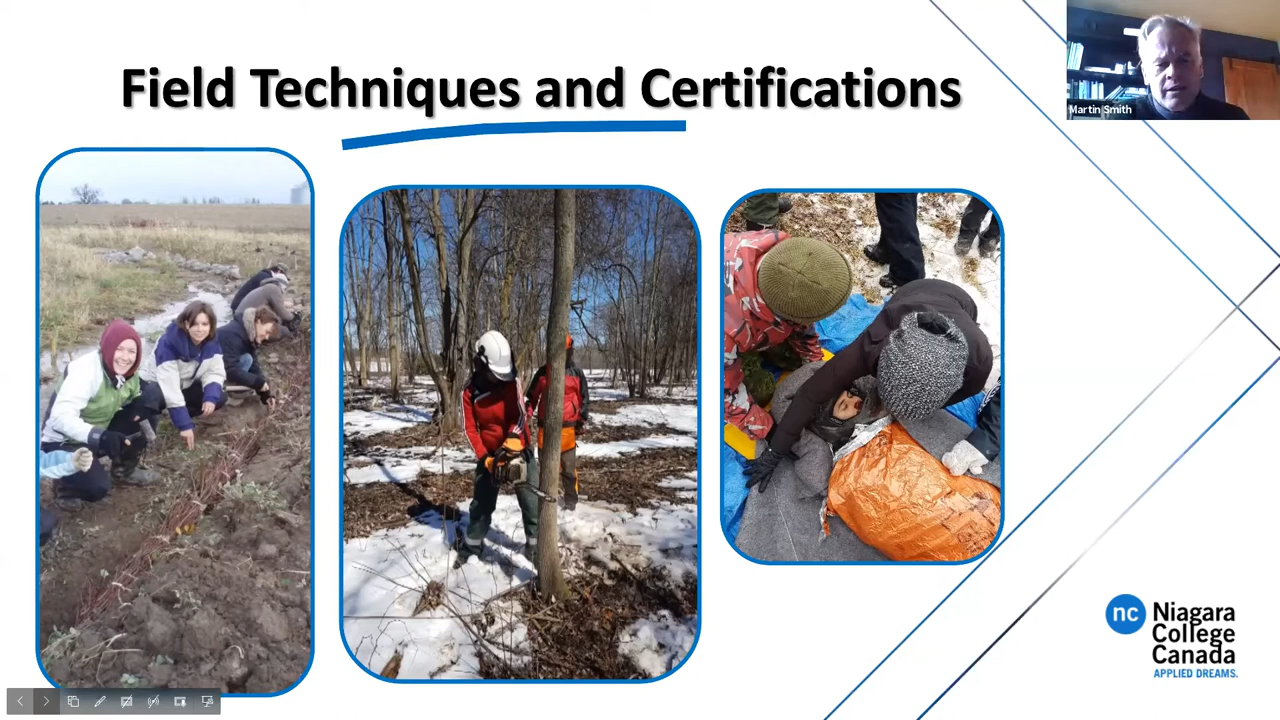 Field Techniques and Certifications
Martin Smith
nc
Niagara
College
Canada
APPLIED DREAMS.